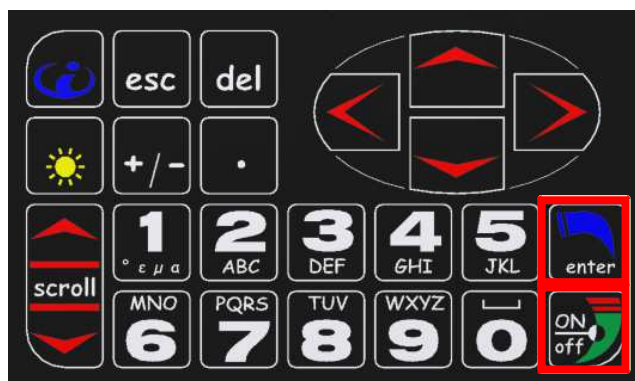 i esc del
+/- .
1 2 3 4 5
° ε μ α ABC DEF GHI JKL enter
scroll
MNO PQRS TUV WXYZ ON
6 7 8 9 0 off